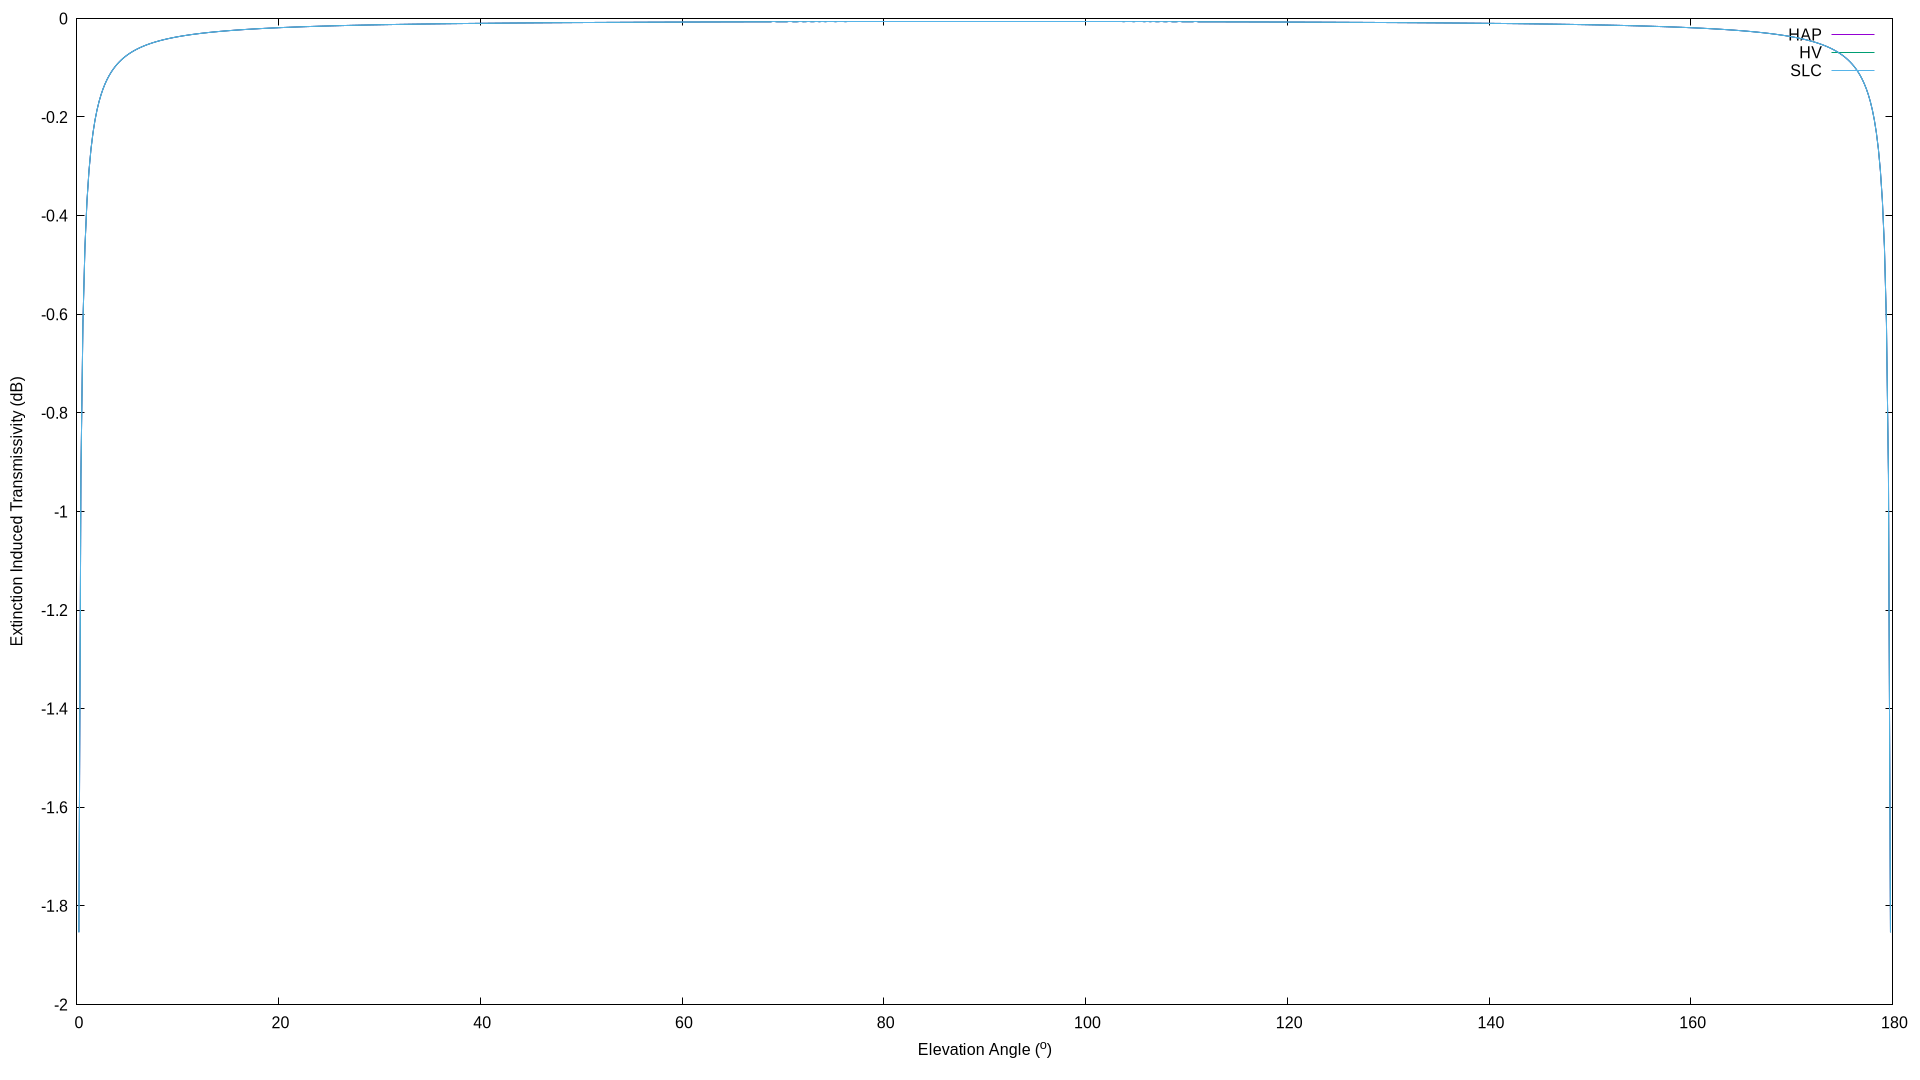 0
-0.2
-0.4
-0.6
-0.8
-1
-1.2
-1.4
-1.6
-1.8
-2
Extinction Induced Transmissivity (dB)
HAP
HV
SLC
0 20 40 60 80 100 120 140 160 180
Elevation Angle (º)